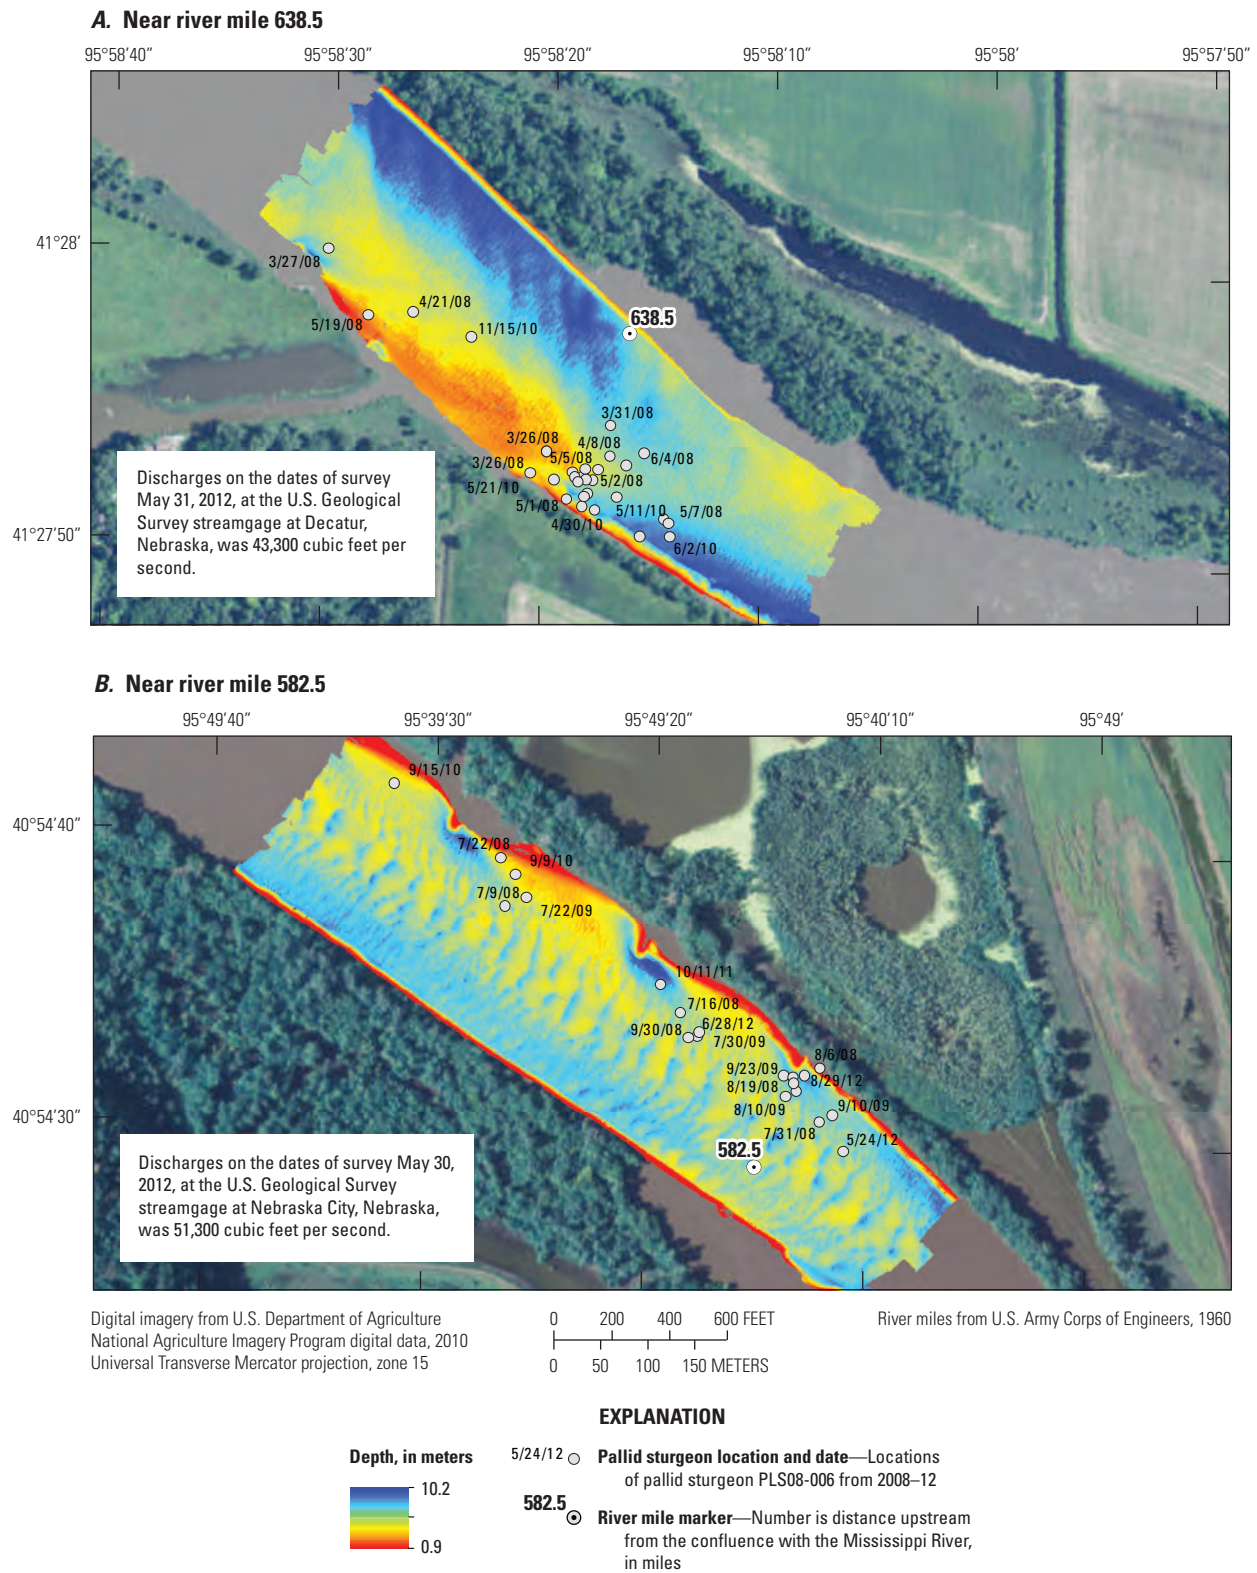 A. Near river mile 638.5
95°58'40" 95°58'30" 95°58'20" 95°58'10" 95°58' 95°57'50"
41°28'
41°27'50"
3/27/08
4/21/08
5/19/08
11/15/10
638.5
3/31/08
3/26/08
4/8/08
5/5/08
6/4/08
3/26/08
5/2/08
5/21/10
5/1/08
5/11/10
5/7/08
4/30/10
6/2/10
Discharges on the dates of survey
May 31, 2012, at the U.S. Geological
Survey streamgage at Decatur,
Nebraska, was 43,300 cubic feet per
second.
B. Near river mile 582.5
95°49'40" 95°39'30" 95°49'20" 95°40'10" 95°49'
40°54'40"
40°54'30"
9/15/10
7/22/08
9/9/10
7/9/08
7/22/09
10/11/11
7/16/08
6/28/12
9/30/08
7/30/09
8/6/08
9/23/09
8/29/12
8/19/08
8/10/09
9/10/09
7/31/08
5/24/12
582.5
Discharges on the dates of survey May 30,
2012, at the U.S. Geological Survey
streamgage at Nebraska City, Nebraska,
was 51,300 cubic feet per second.
Digital imagery from U.S. Department of Agriculture
National Agriculture Imagery Program digital data, 2010
Universal Transverse Mercator projection, zone 15
0 200 400 600 FEET
0 50 100 150 METERS
River miles from U.S. Army Corps of Engineers, 1960
EXPLANATION
Depth, in meters
10.2
0.9
5/24/12
Pallid sturgeon location and date—Locations
of pallid sturgeon PLS08-006 from 2008–12
582.5
River mile marker—Number is distance upstream
from the confluence with the Mississippi River,
in miles